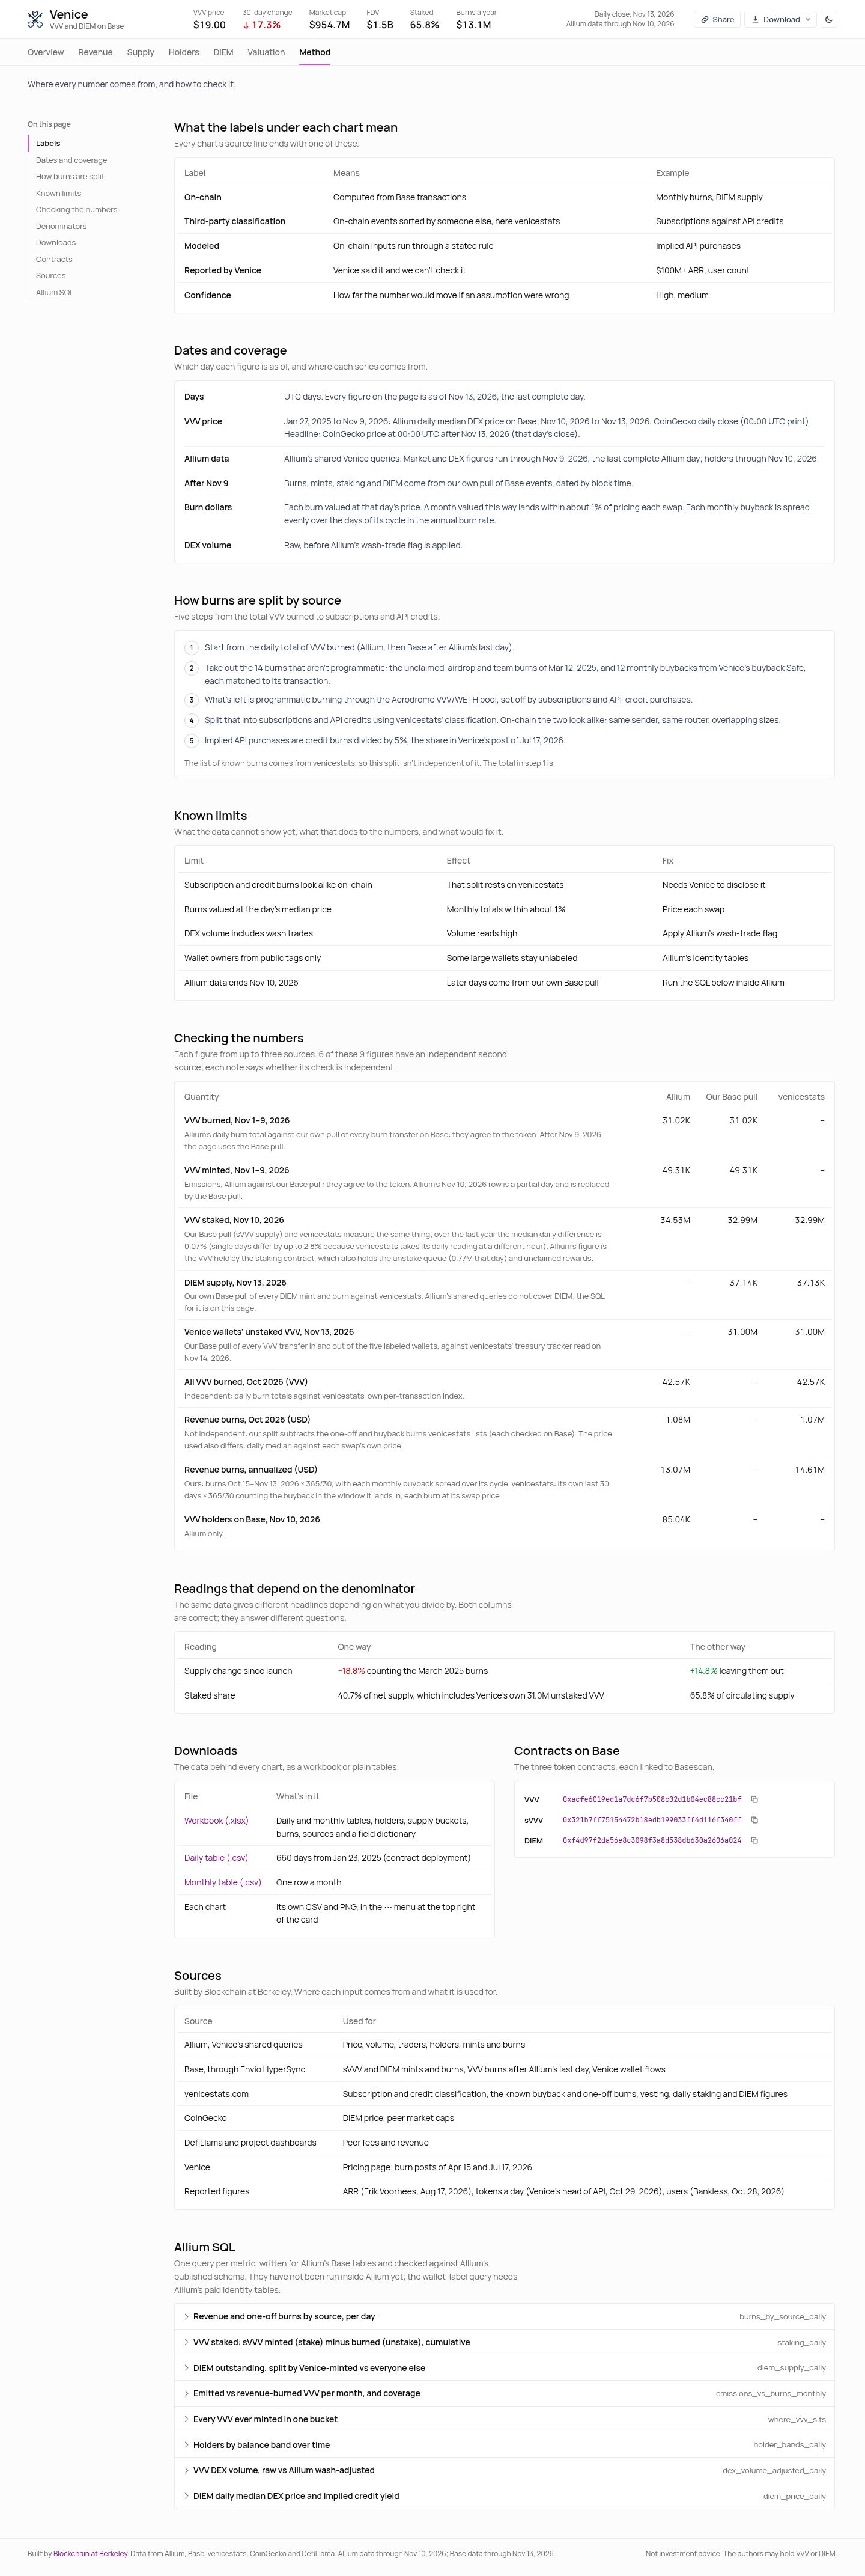 Venice
VVV and DIEM on Base
VVV price
$19.00
30-day change
↓ 17.3%
Market cap
$954.7M
FDV
$1.5B
Staked
65.8%
Burns a year
$13.1M
Daily close, Nov 13, 2026
Allium data through Nov 10, 2026
Share
Download
Overview Revenue Supply Holders DIEM Valuation Method
Where every number comes from, and how to check it.
On this page
Labels
Dates and coverage
How burns are split
Known limits
Checking the numbers
Denominators
Downloads
Contracts
Sources
Allium SQL
What the labels under each chart mean
Every chart's source line ends with one of these.
Label Means Example
On-chain Computed from Base transactions Monthly burns, DIEM supply
Third-party classification On-chain events sorted by someone else, here venicestats Subscriptions against API credits
Modeled On-chain inputs run through a stated rule Implied API purchases
Reported by Venice Venice said it and we can't check it $100M+ ARR, user count
Confidence How far the number would move if an assumption were wrong High, medium
Dates and coverage
Which day each figure is as of, and where each series comes from.
Days UTC days. Every figure on the page is as of Nov 13, 2026, the last complete day.
VVV price Jan 27, 2025 to Nov 9, 2026: Allium daily median DEX price on Base; Nov 10, 2026 to Nov 13, 2026: CoinGecko daily close (00:00 UTC print).
Headline: CoinGecko price at 00:00 UTC after Nov 13, 2026 (that day's close).
Allium data Allium's shared Venice queries. Market and DEX figures run through Nov 9, 2026, the last complete Allium day; holders through Nov 10, 2026.
After Nov 9 Burns, mints, staking and DIEM come from our own pull of Base events, dated by block time.
Burn dollars Each burn valued at that day's price. A month valued this way lands within about 1% of pricing each swap. Each monthly buyback is spread
evenly over the days of its cycle in the annual burn rate.
DEX volume Raw, before Allium's wash-trade flag is applied.
How burns are split by source
Five steps from the total VVV burned to subscriptions and API credits.
1 Start from the daily total of VVV burned (Allium, then Base after Allium's last day).
2 Take out the 14 burns that aren't programmatic: the unclaimed-airdrop and team burns of Mar 12, 2025, and 12 monthly buybacks from Venice's buyback Safe,
each matched to its transaction.
3 What's left is programmatic burning through the Aerodrome VVV/WETH pool, set off by subscriptions and API-credit purchases.
4 Split that into subscriptions and API credits using venicestats' classification. On-chain the two look alike: same sender, same router, overlapping sizes.
5 Implied API purchases are credit burns divided by 5%, the share in Venice's post of Jul 17, 2026.
The list of known burns comes from venicestats, so this split isn't independent of it. The total in step 1 is.
Known limits
What the data cannot show yet, what that does to the numbers, and what would fix it.
Limit Effect Fix
Subscription and credit burns look alike on-chain That split rests on venicestats Needs Venice to disclose it
Burns valued at the day's median price Monthly totals within about 1% Price each swap
DEX volume includes wash trades Volume reads high Apply Allium's wash-trade flag
Wallet owners from public tags only Some large wallets stay unlabeled Allium's identity tables
Allium data ends Nov 10, 2026 Later days come from our own Base pull Run the SQL below inside Allium
Checking the numbers
Each figure from up to three sources. 6 of these 9 figures have an independent second
source; each note says whether its check is independent.
Quantity Allium Our Base pull venicestats
VVV burned, Nov 1–9, 2026 31.02K 31.02K –
Allium's daily burn total against our own pull of every burn transfer on Base: they agree to the token. After Nov 9, 2026
the page uses the Base pull.
VVV minted, Nov 1–9, 2026 49.31K 49.31K –
Emissions, Allium against our Base pull: they agree to the token. Allium's Nov 10, 2026 row is a partial day and is replaced
by the Base pull.
VVV staked, Nov 10, 2026 34.53M 32.99M 32.99M
Our Base pull (sVVV supply) and venicestats measure the same thing; over the last year the median daily difference is
0.07% (single days differ by up to 2.8% because venicestats takes its daily reading at a different hour). Allium's figure is
the VVV held by the staking contract, which also holds the unstake queue (0.77M that day) and unclaimed rewards.
DIEM supply, Nov 13, 2026 – 37.14K 37.13K
Our own Base pull of every DIEM mint and burn against venicestats. Allium's shared queries do not cover DIEM; the SQL
for it is on this page.
Venice wallets' unstaked VVV, Nov 13, 2026 – 31.00M 31.00M
Our Base pull of every VVV transfer in and out of the five labeled wallets, against venicestats' treasury tracker read on
Nov 14, 2026.
All VVV burned, Oct 2026 (VVV) 42.57K – 42.57K
Independent: daily burn totals against venicestats' own per-transaction index.
Revenue burns, Oct 2026 (USD) 1.08M – 1.07M
Not independent: our split subtracts the one-off and buyback burns venicestats lists (each checked on Base). The price
used also differs: daily median against each swap's own price.
Revenue burns, annualized (USD) 13.07M – 14.61M
Ours: burns Oct 15–Nov 13, 2026 × 365/30, with each monthly buyback spread over its cycle. venicestats: its own last 30
days × 365/30 counting the buyback in the window it lands in, each burn at its swap price.
VVV holders on Base, Nov 10, 2026 85.04K – –
Allium only.
Readings that depend on the denominator
The same data gives different headlines depending on what you divide by. Both columns
are correct; they answer different questions.
Reading One way The other way
Supply change since launch −18.8% counting the March 2025 burns +14.8% leaving them out
Staked share 40.7% of net supply, which includes Venice's own 31.0M unstaked VVV 65.8% of circulating supply
Downloads
The data behind every chart, as a workbook or plain tables.
File What's in it
Workbook (.xlsx) Daily and monthly tables, holders, supply buckets,
burns, sources and a field dictionary
Daily table (.csv) 660 days from Jan 23, 2025 (contract deployment)
Monthly table (.csv) One row a month
Each chart Its own CSV and PNG, in the ··· menu at the top right
of the card
Contracts on Base
The three token contracts, each linked to Basescan.
VVV 0xacfe6019ed1a7dc6f7b508c02d1b04ec88cc21bf
sVVV 0x321b7ff75154472b18edb199033ff4d116f340ff
DIEM 0xf4d97f2da56e8c3098f3a8d538db630a2606a024
Sources
Built by Blockchain at Berkeley. Where each input comes from and what it is used for.
Source Used for
Allium, Venice's shared queries Price, volume, traders, holders, mints and burns
Base, through Envio HyperSync sVVV and DIEM mints and burns, VVV burns after Allium's last day, Venice wallet flows
venicestats.com Subscription and credit classification, the known buyback and one-off burns, vesting, daily staking and DIEM figures
CoinGecko DIEM price, peer market caps
DefiLlama and project dashboards Peer fees and revenue
Venice Pricing page; burn posts of Apr 15 and Jul 17, 2026
Reported figures ARR (Erik Voorhees, Aug 17, 2026), tokens a day (Venice's head of API, Oct 29, 2026), users (Bankless, Oct 28, 2026)
Allium SQL
One query per metric, written for Allium's Base tables and checked against Allium's
published schema. They have not been run inside Allium yet; the wallet-label query needs
Allium's paid identity tables.
Revenue and one-off burns by source, per day burns_by_source_daily
VVV staked: sVVV minted (stake) minus burned (unstake), cumulative staking_daily
DIEM outstanding, split by Venice-minted vs everyone else diem_supply_daily
Emitted vs revenue-burned VVV per month, and coverage emissions_vs_burns_monthly
Every VVV ever minted in one bucket where_vvv_sits
Holders by balance band over time holder_bands_daily
VVV DEX volume, raw vs Allium wash-adjusted dex_volume_adjusted_daily
DIEM daily median DEX price and implied credit yield diem_price_daily
Built by Blockchain at Berkeley. Data from Allium, Base, venicestats, CoinGecko and DefiLlama. Allium data through Nov 10, 2026; Base data through Nov 13, 2026.
Not investment advice. The authors may hold VVV or DIEM.